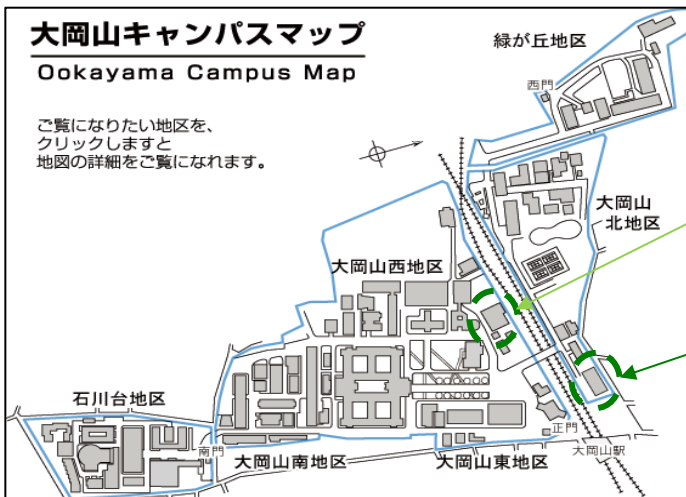 大岡山キャンパスマップ
Ookayama Campus Map
ご覧になりたい地区を、
クリックしますと
地図の詳細をご覧になれます。
緑が丘地区
西門
大岡山
北地区
大岡山西地区
石川台地区
南門
大岡山南地区
大岡山東地区
正門
大岡山駅